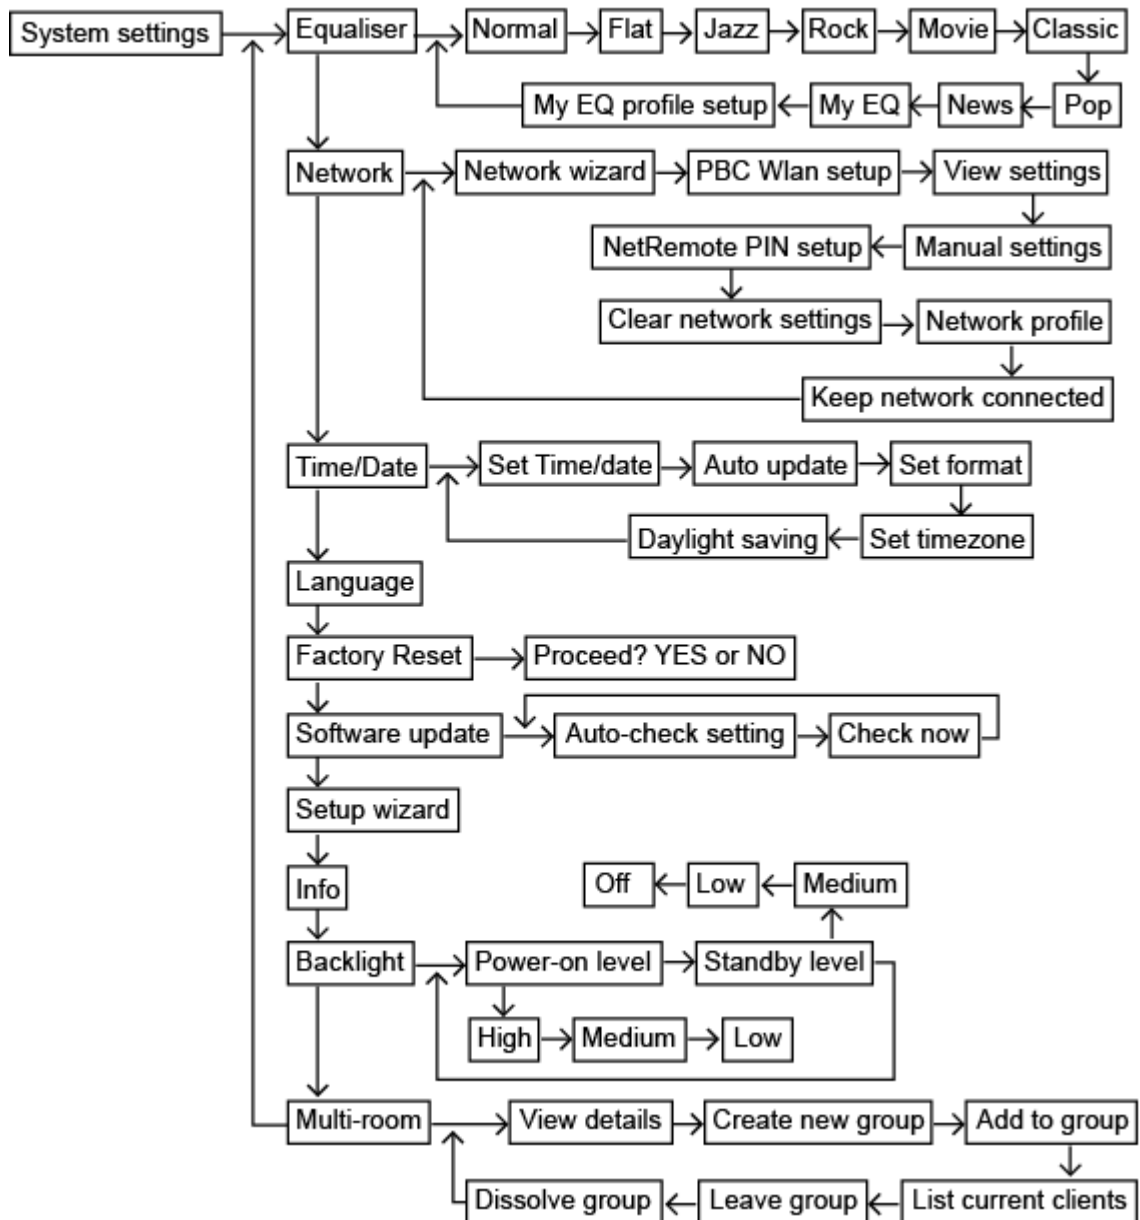 System settings
Equaliser
Normal
Flat
Jazz
Rock
Movie
Classic
My EQ profile setup
My EQ
News
Pop
Network
Network wizard
PBC Wlan setup
View settings
NetRemote PIN setup
Manual settings
Clear network settings
Network profile
Keep network connected
Time/Date
Set Time/date
Auto update
Set format
Daylight saving
Set timezone
Language
Factory Reset
Proceed? YES or NO
Software update
Auto-check setting
Check now
Setup wizard
Info
Off
Low
Medium
Backlight
Power-on level
Standby level
High
Medium
Low
Multi-room
View details
Create new group
Add to group
Dissolve group
Leave group
List current clients